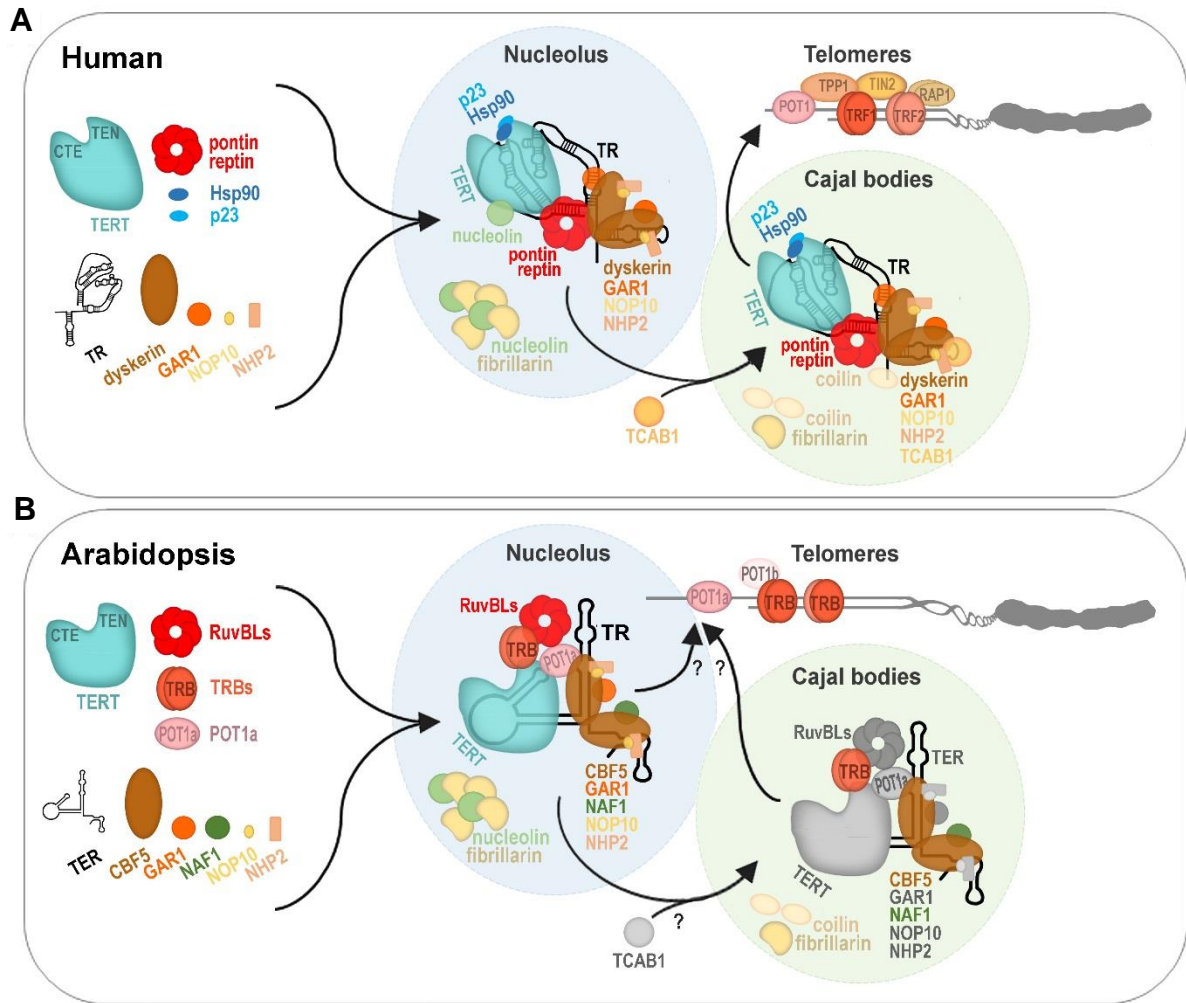 A
Human
TEN
CTE
TERT
pontin
reptin
Hsp90
p23
TR
dyskerin
GAR1
NOP10
NHP2
Nucleolus
p23
Hsp90
TERT
TR
nucleolin
pontin
reptin
dyskerin
GAR1
NOP10
NHP2
nucleolin
fibrillarin
TCAB1
Telomeres
POT1
TPP1
TIN2
RAP1
TRF1
TRF2
Cajal bodies
p23
Hsp90
TERT
TR
pontin
reptin
coilin
dyskerin
GAR1
NOP10
NHP2
TCAB1
coilin
fibrillarin
B
Arabidopsis
TEN
CTE
TERT
RuvBLs
TRB
TRBs
POT1a
POT1a
TER
CBF5
GAR1
NAF1
NOP10
NHP2
Nucleolus
RuvBLs
TRB
POT1a
TR
TERT
CBF5
GAR1
NAF1
NOP10
NHP2
nucleolin
fibrillarin
TCAB1
?
? ?
Telomeres
POT1a
POT1b
TRB
TRB
Cajal bodies
RuvBLs
TRB
POT1a
TER
TERT
CBF5
GAR1
NAF1
NOP10
NHP2
coilin
fibrillarin